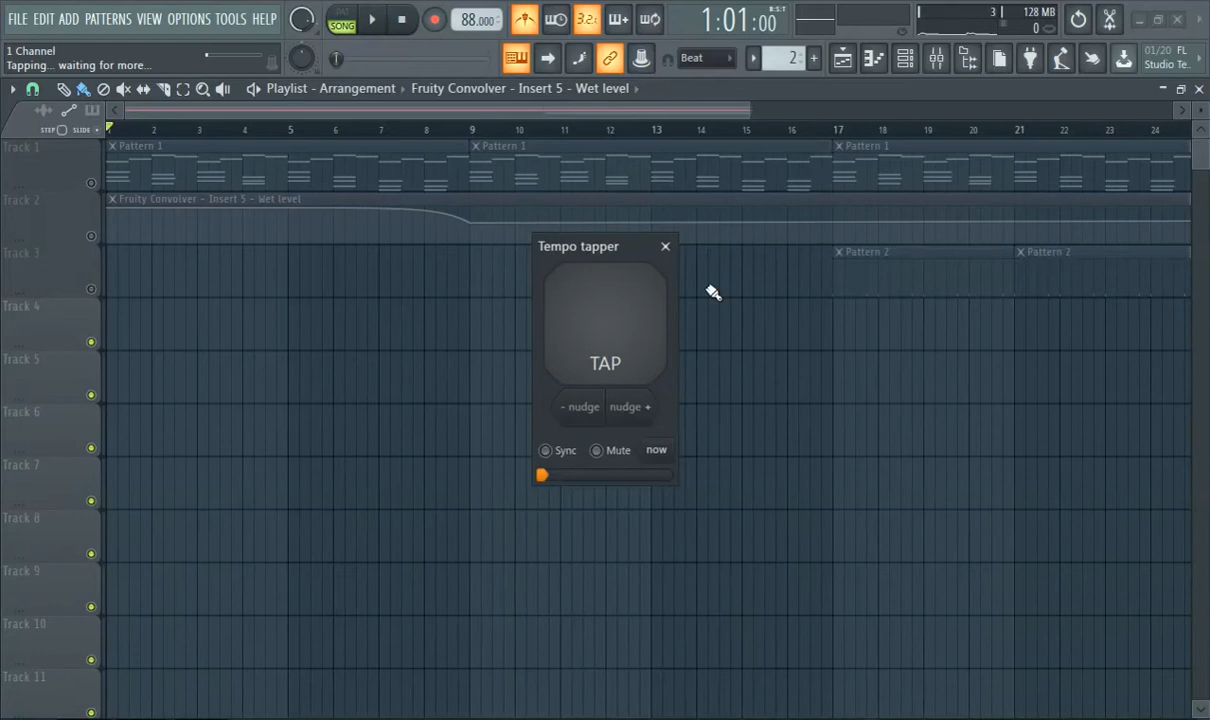 FILE EDIT ADD PATTERNS VIEW OPTIONS TOOLS HELP
PAT
SONG
88.000
3.2.
1:01:00
B:S:T
3
128 MB
0
1 Channel
Tapping... waiting for more...
Beat
2
01/20 FL
Studio Te..
Playlist - Arrangement
Fruity Convolver - Insert 5 - Wet level
STEP
SLIDE
2 3 4 5 6 7 8 9 10 11 12 13 14 15 16 17 18 19 20 21 22 23 24
Track 1
Pattern 1
Pattern 1
Pattern 1
Track 2
Fruity Convolver - Insert 5 - Wet level
Track 3
Pattern 2
Pattern 2
Track 4
Track 5
Track 6
Track 7
Track 8
Track 9
Track 10
Track 11
Tempo tapper
TAP
- nudge
nudge +
Sync
Mute
now